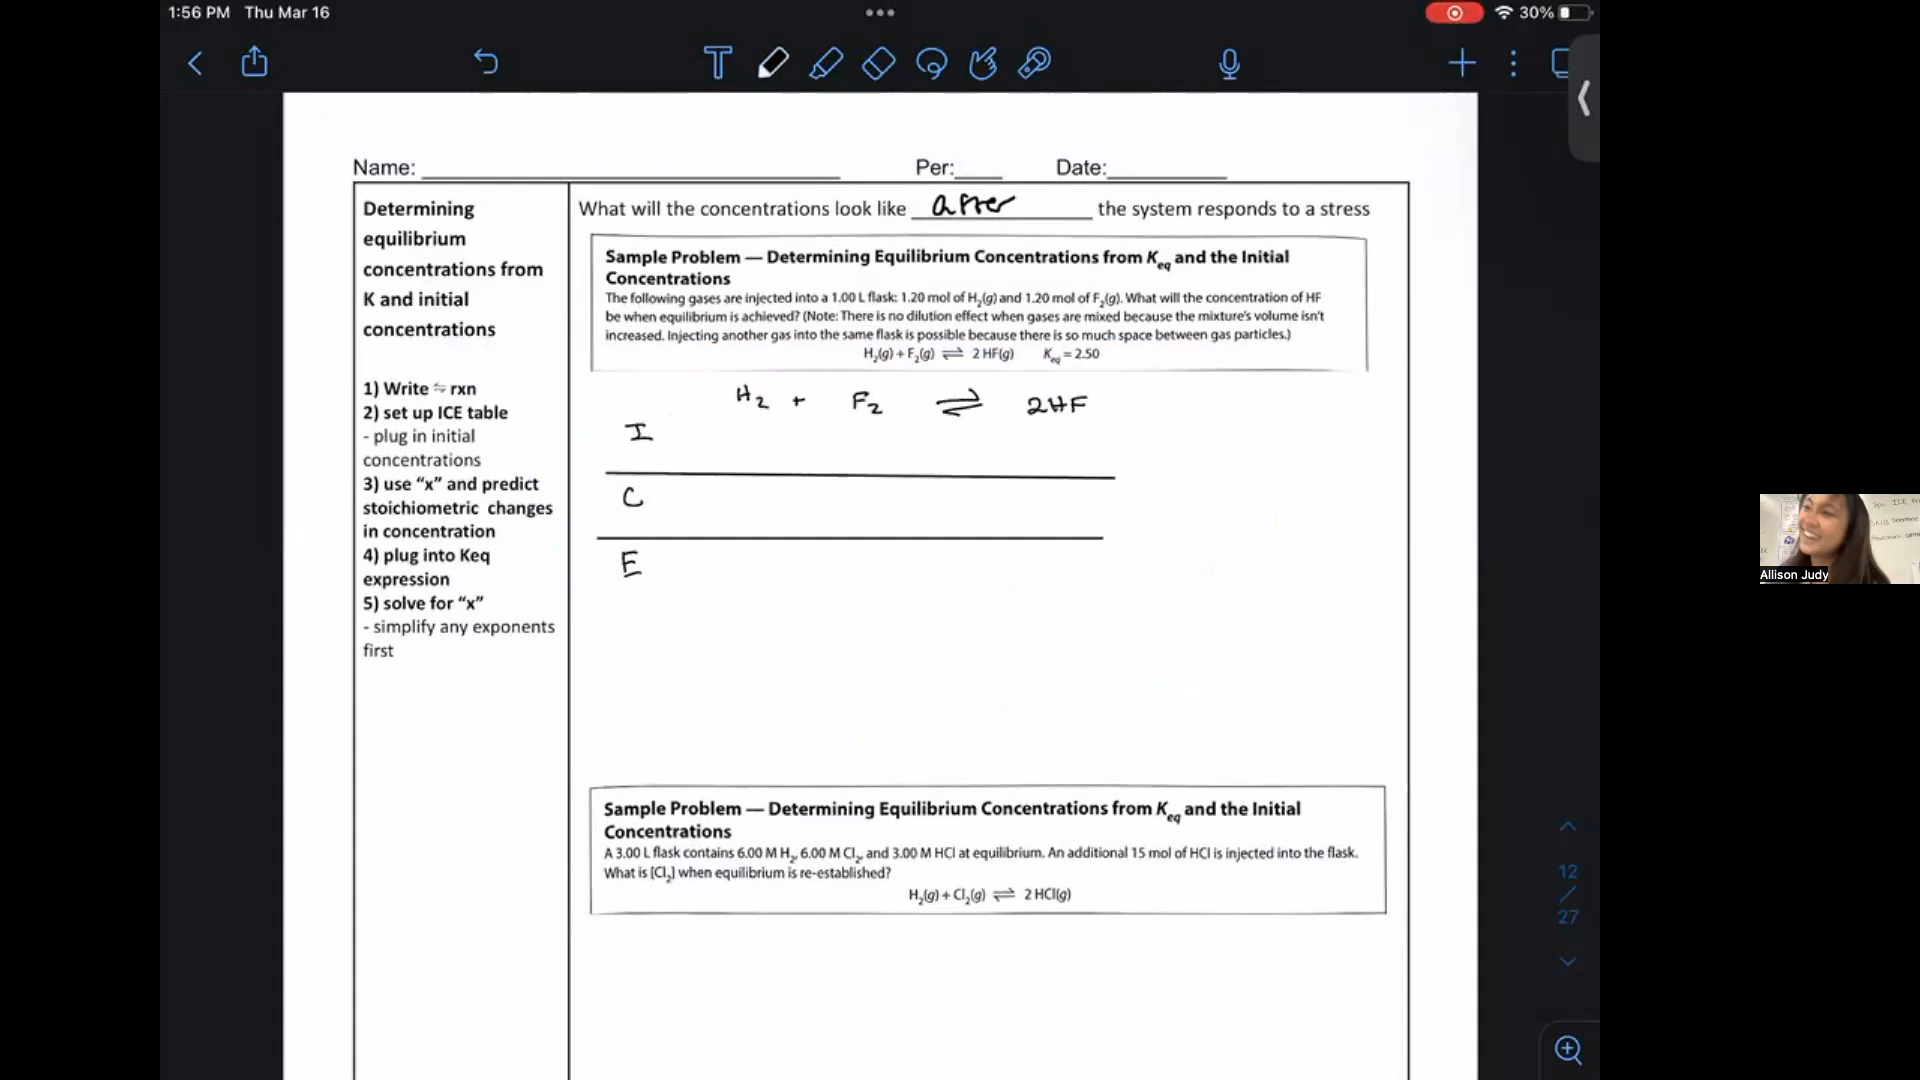 1:56 PM Thu Mar 16
30%
Name: Per: Date:
Determining
equilibrium
concentrations from
K and initial
concentrations
1) Write ⇋ rxn
2) set up ICE table
- plug in initial
concentrations
3) use “x” and predict
stoichiometric changes
in concentration
4) plug into Keq
expression
5) solve for “x”
- simplify any exponents
first
What will the concentrations look like after the system responds to a stress
Sample Problem — Determining Equilibrium Concentrations from Keq and the Initial
Concentrations
The following gases are injected into a 1.00 L flask: 1.20 mol of H2(g) and 1.20 mol of F2(g). What will the concentration of HF
be when equilibrium is achieved? (Note: There is no dilution effect when gases are mixed because the mixture's volume isn't
increased. Injecting another gas into the same flask is possible because there is so much space between gas particles.)
H2(g) + F2(g) ⇌ 2 HF(g) Keq = 2.50
H2 + F2 ⇌ 2HF
I
C
E
Sample Problem — Determining Equilibrium Concentrations from Keq and the Initial
Concentrations
A 3.00 L flask contains 6.00 M H2, 6.00 M Cl2, and 3.00 M HCl at equilibrium. An additional 15 mol of HCl is injected into the flask.
What is [Cl2] when equilibrium is re-established?
H2(g) + Cl2(g) ⇌ 2 HCl(g)
12
/
27
Allison Judy